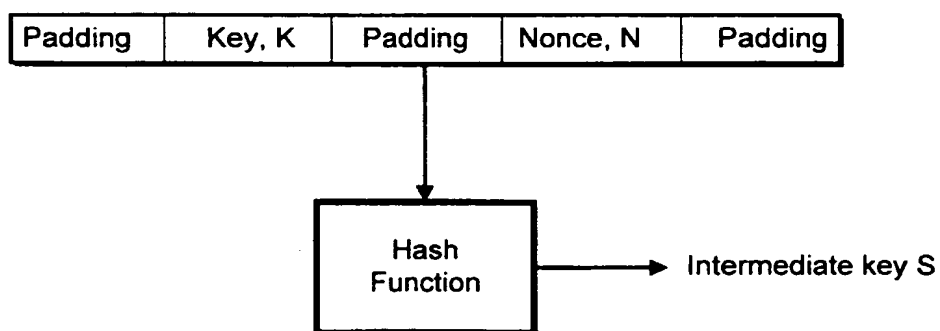 Padding Key, K Padding Nonce, N Padding
Hash
Function
Intermediate key S